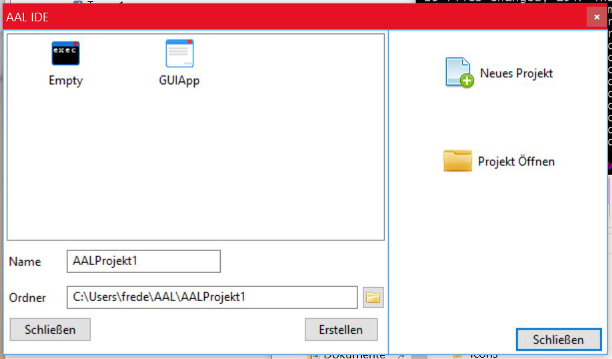 AAL IDE
exec
Empty
GUIApp
Name
AALProjekt1
Ordner
C:\Users\frede\AAL\AALProjekt1
Schließen
Erstellen
Neues Projekt
Projekt Öffnen
Schließen
Dokumente
Icons